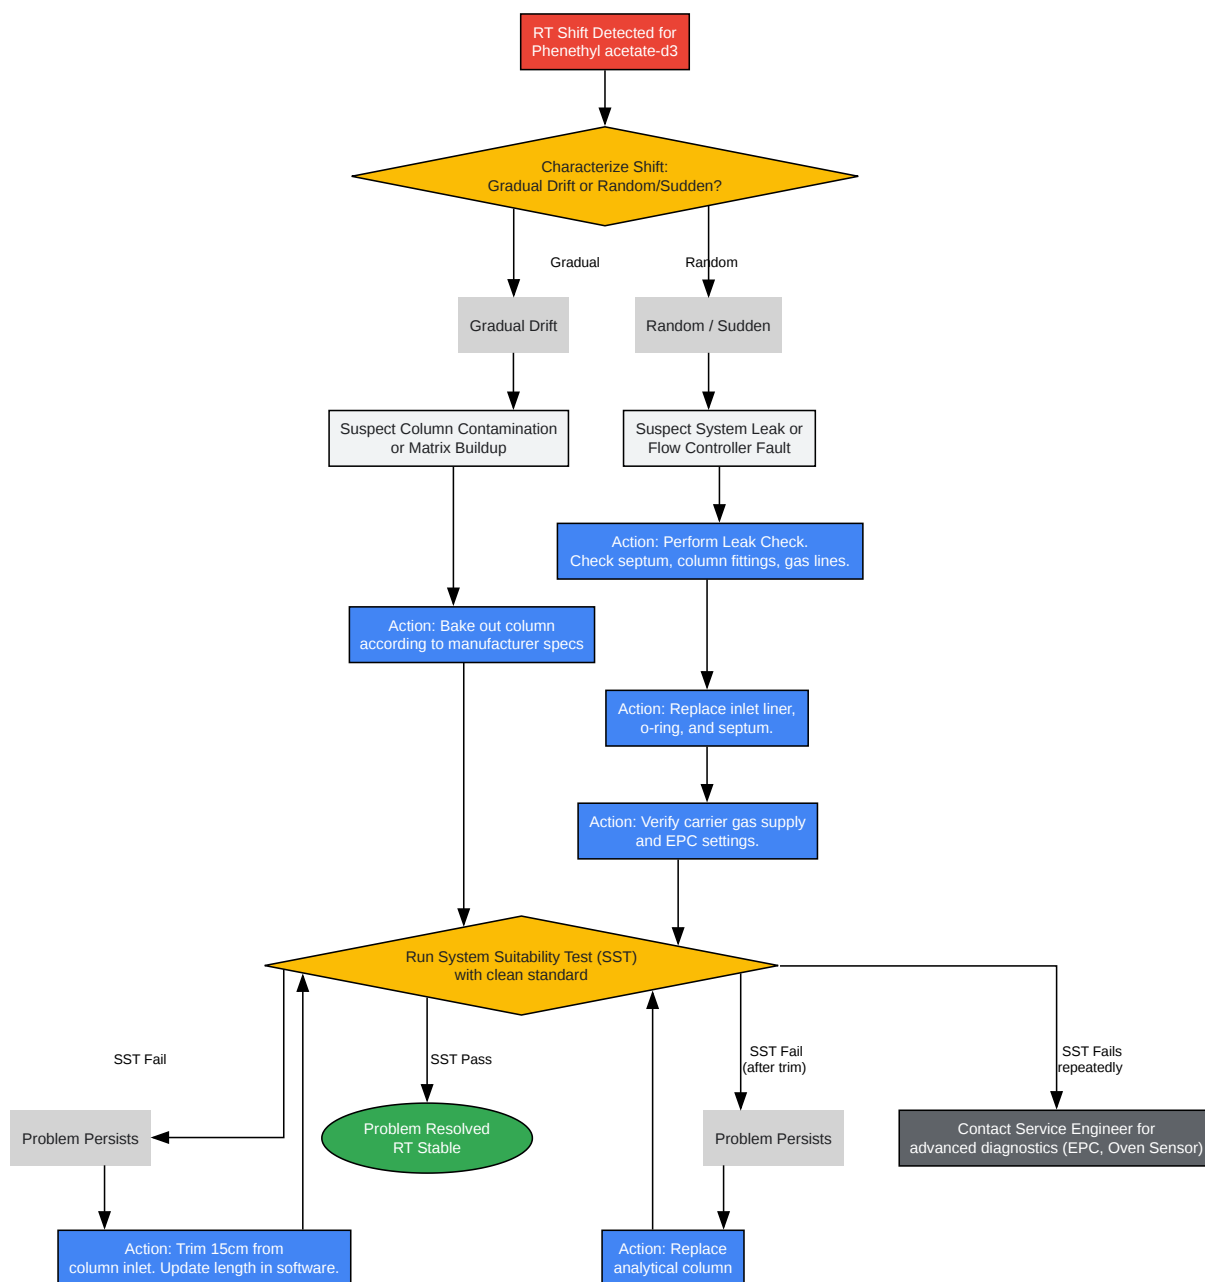 RT Shift Detected for
Phenethyl acetate-d3
Characterize Shift:
Gradual Drift or Random/Sudden?
Gradual
Random
Gradual Drift
Random / Sudden
Suspect Column Contamination
or Matrix Buildup
Suspect System Leak or
Flow Controller Fault
Action: Perform Leak Check.
Check septum, column fittings, gas lines.
Action: Bake out column
according to manufacturer specs
Action: Replace inlet liner,
o-ring, and septum.
Action: Verify carrier gas supply
and EPC settings.
Run System Suitability Test (SST)
with clean standard
SST Fail
SST Pass
SST Fail
(after trim)
SST Fails
repeatedly
Problem Persists
Problem Resolved
RT Stable
Problem Persists
Contact Service Engineer for
advanced diagnostics (EPC, Oven Sensor)
Action: Trim 15cm from
column inlet. Update length in software.
Action: Replace
analytical column